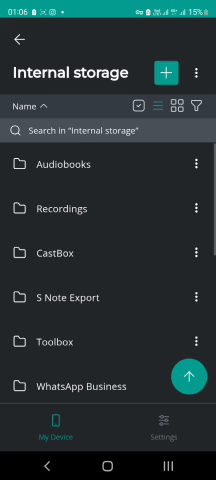 01:06
15%
Internal storage
Name
Search in "Internal storage"
Audiobooks
Recordings
CastBox
S Note Export
Toolbox
WhatsApp Business
My Device
Settings